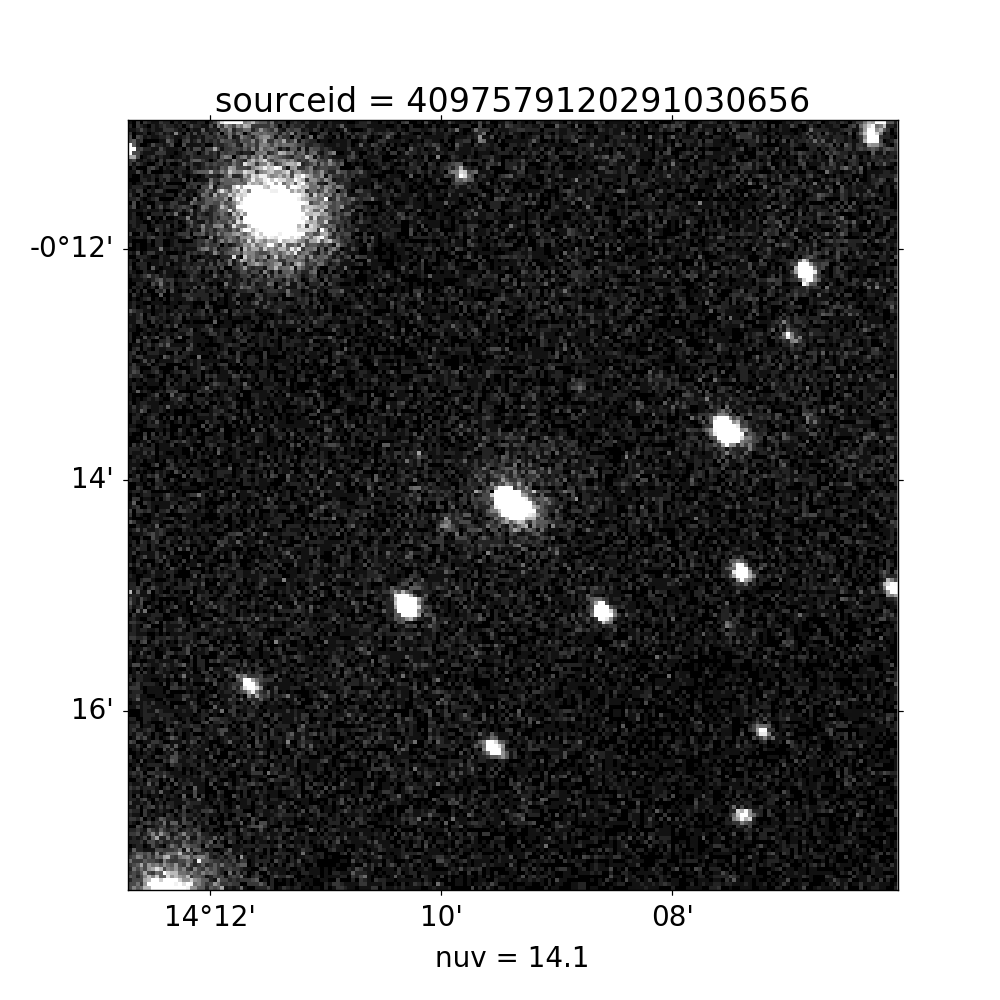 sourceid = 4097579120291030656
-0°12'
14'
16'
14°12' 10' 08'
nuv = 14.1